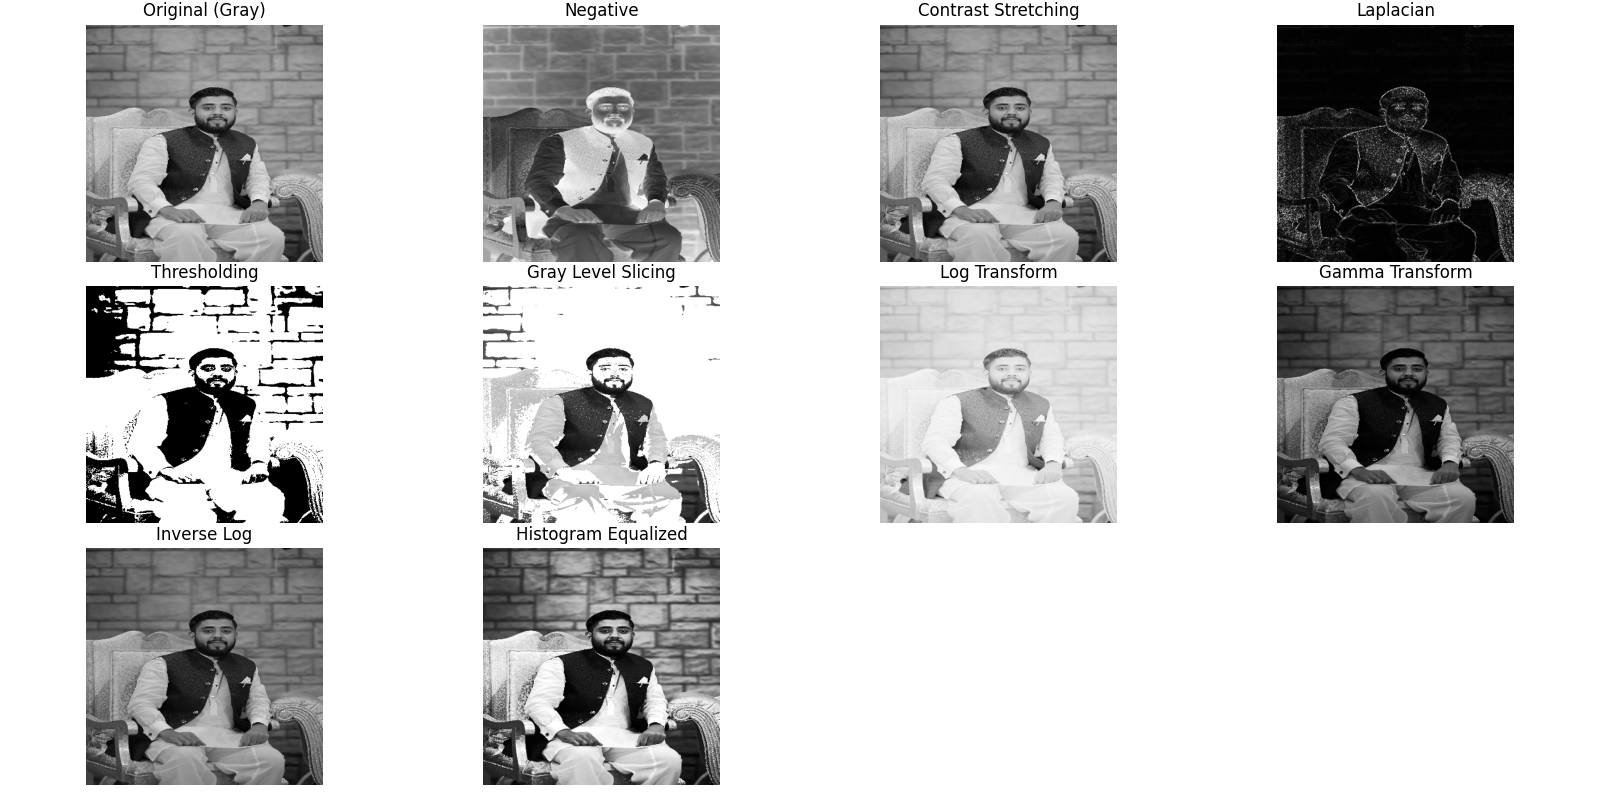 Original (Gray)
Negative
Contrast Stretching
Laplacian
Thresholding
Gray Level Slicing
Log Transform
Gamma Transform
Inverse Log
Histogram Equalized